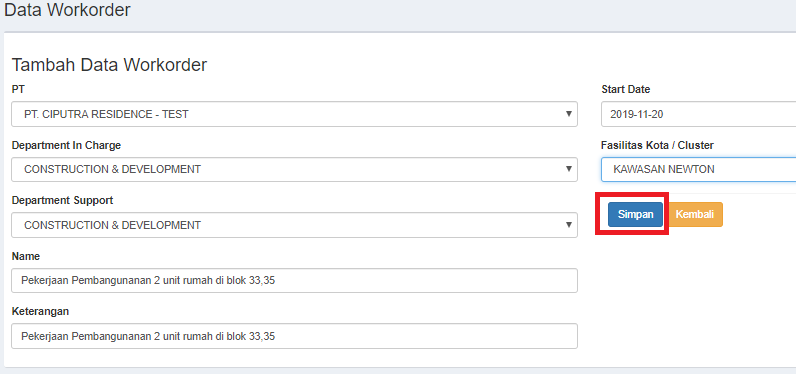 Data Workorder
Tambah Data Workorder
PT
PT. CIPUTRA RESIDENCE - TEST
Department In Charge
CONSTRUCTION & DEVELOPMENT
Department Support
CONSTRUCTION & DEVELOPMENT
Name
Pekerjaan Pembangunanan 2 unit rumah di blok 33,35
Keterangan
Pekerjaan Pembangunanan 2 unit rumah di blok 33,35
Start Date
2019-11-20
Fasilitas Kota / Cluster
KAWASAN NEWTON
Simpan Kembali